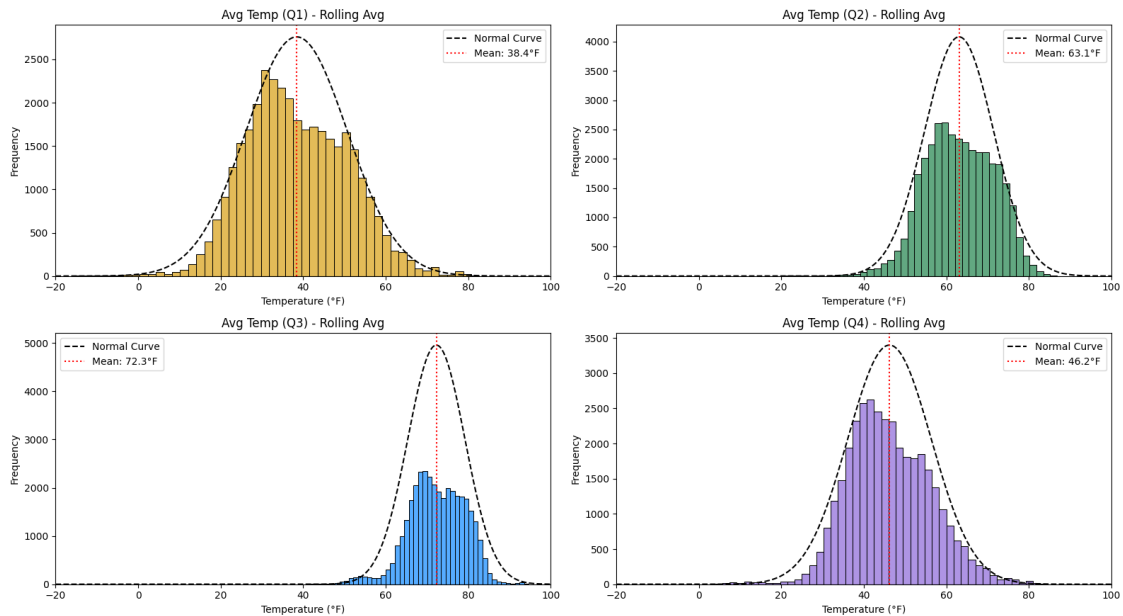 Avg Temp (Q1) - Rolling Avg
Normal Curve
Mean: 38.4°F
Frequency
2500
2000
1500
1000
500
0
-20
0
20
40
60
80
100
Temperature (°F)
Avg Temp (Q2) - Rolling Avg
Normal Curve
Mean: 63.1°F
Frequency
4000
3500
3000
2500
2000
1500
1000
500
0
-20
0
20
40
60
80
100
Temperature (°F)
Avg Temp (Q3) - Rolling Avg
Normal Curve
Mean: 72.3°F
Frequency
5000
4000
3000
2000
1000
0
-20
0
20
40
60
80
100
Temperature (°F)
Avg Temp (Q4) - Rolling Avg
Normal Curve
Mean: 46.2°F
Frequency
3500
3000
2500
2000
1500
1000
500
0
-20
0
20
40
60
80
100
Temperature (°F)